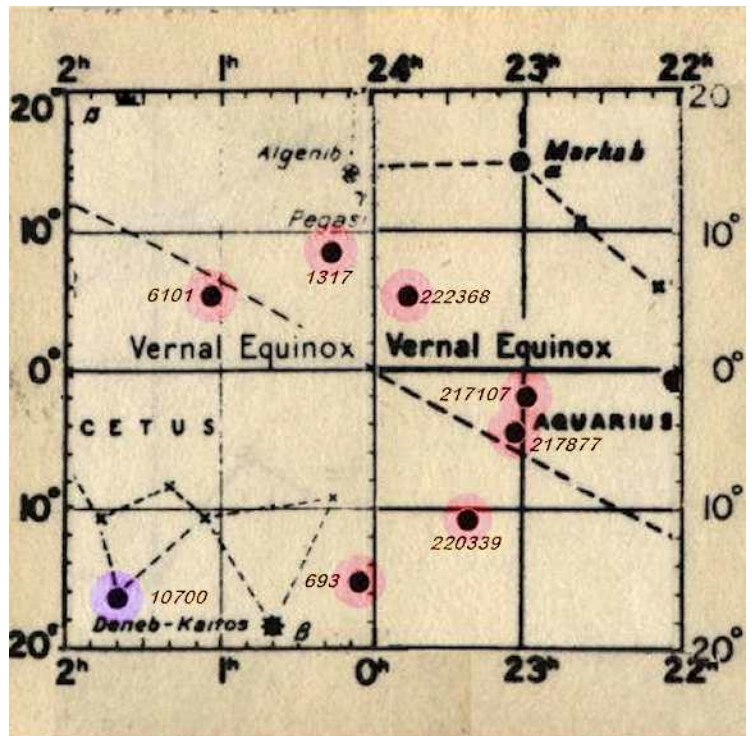 2ʰ 1ʰ 24ʰ 23ʰ 22ʰ
20° 20
β
Algenib
Markab
α
γ
Pegasi
10° 10°
1317
6101
222368
Vernal Equinox Vernal Equinox
0° 0°
217107
CETUS
AQUARIUS
217877
10° 10°
220339
693
10700
Deneb-Kaitos β
20° 20°
2ʰ 1ʰ 0ʰ 23ʰ 22ʰ